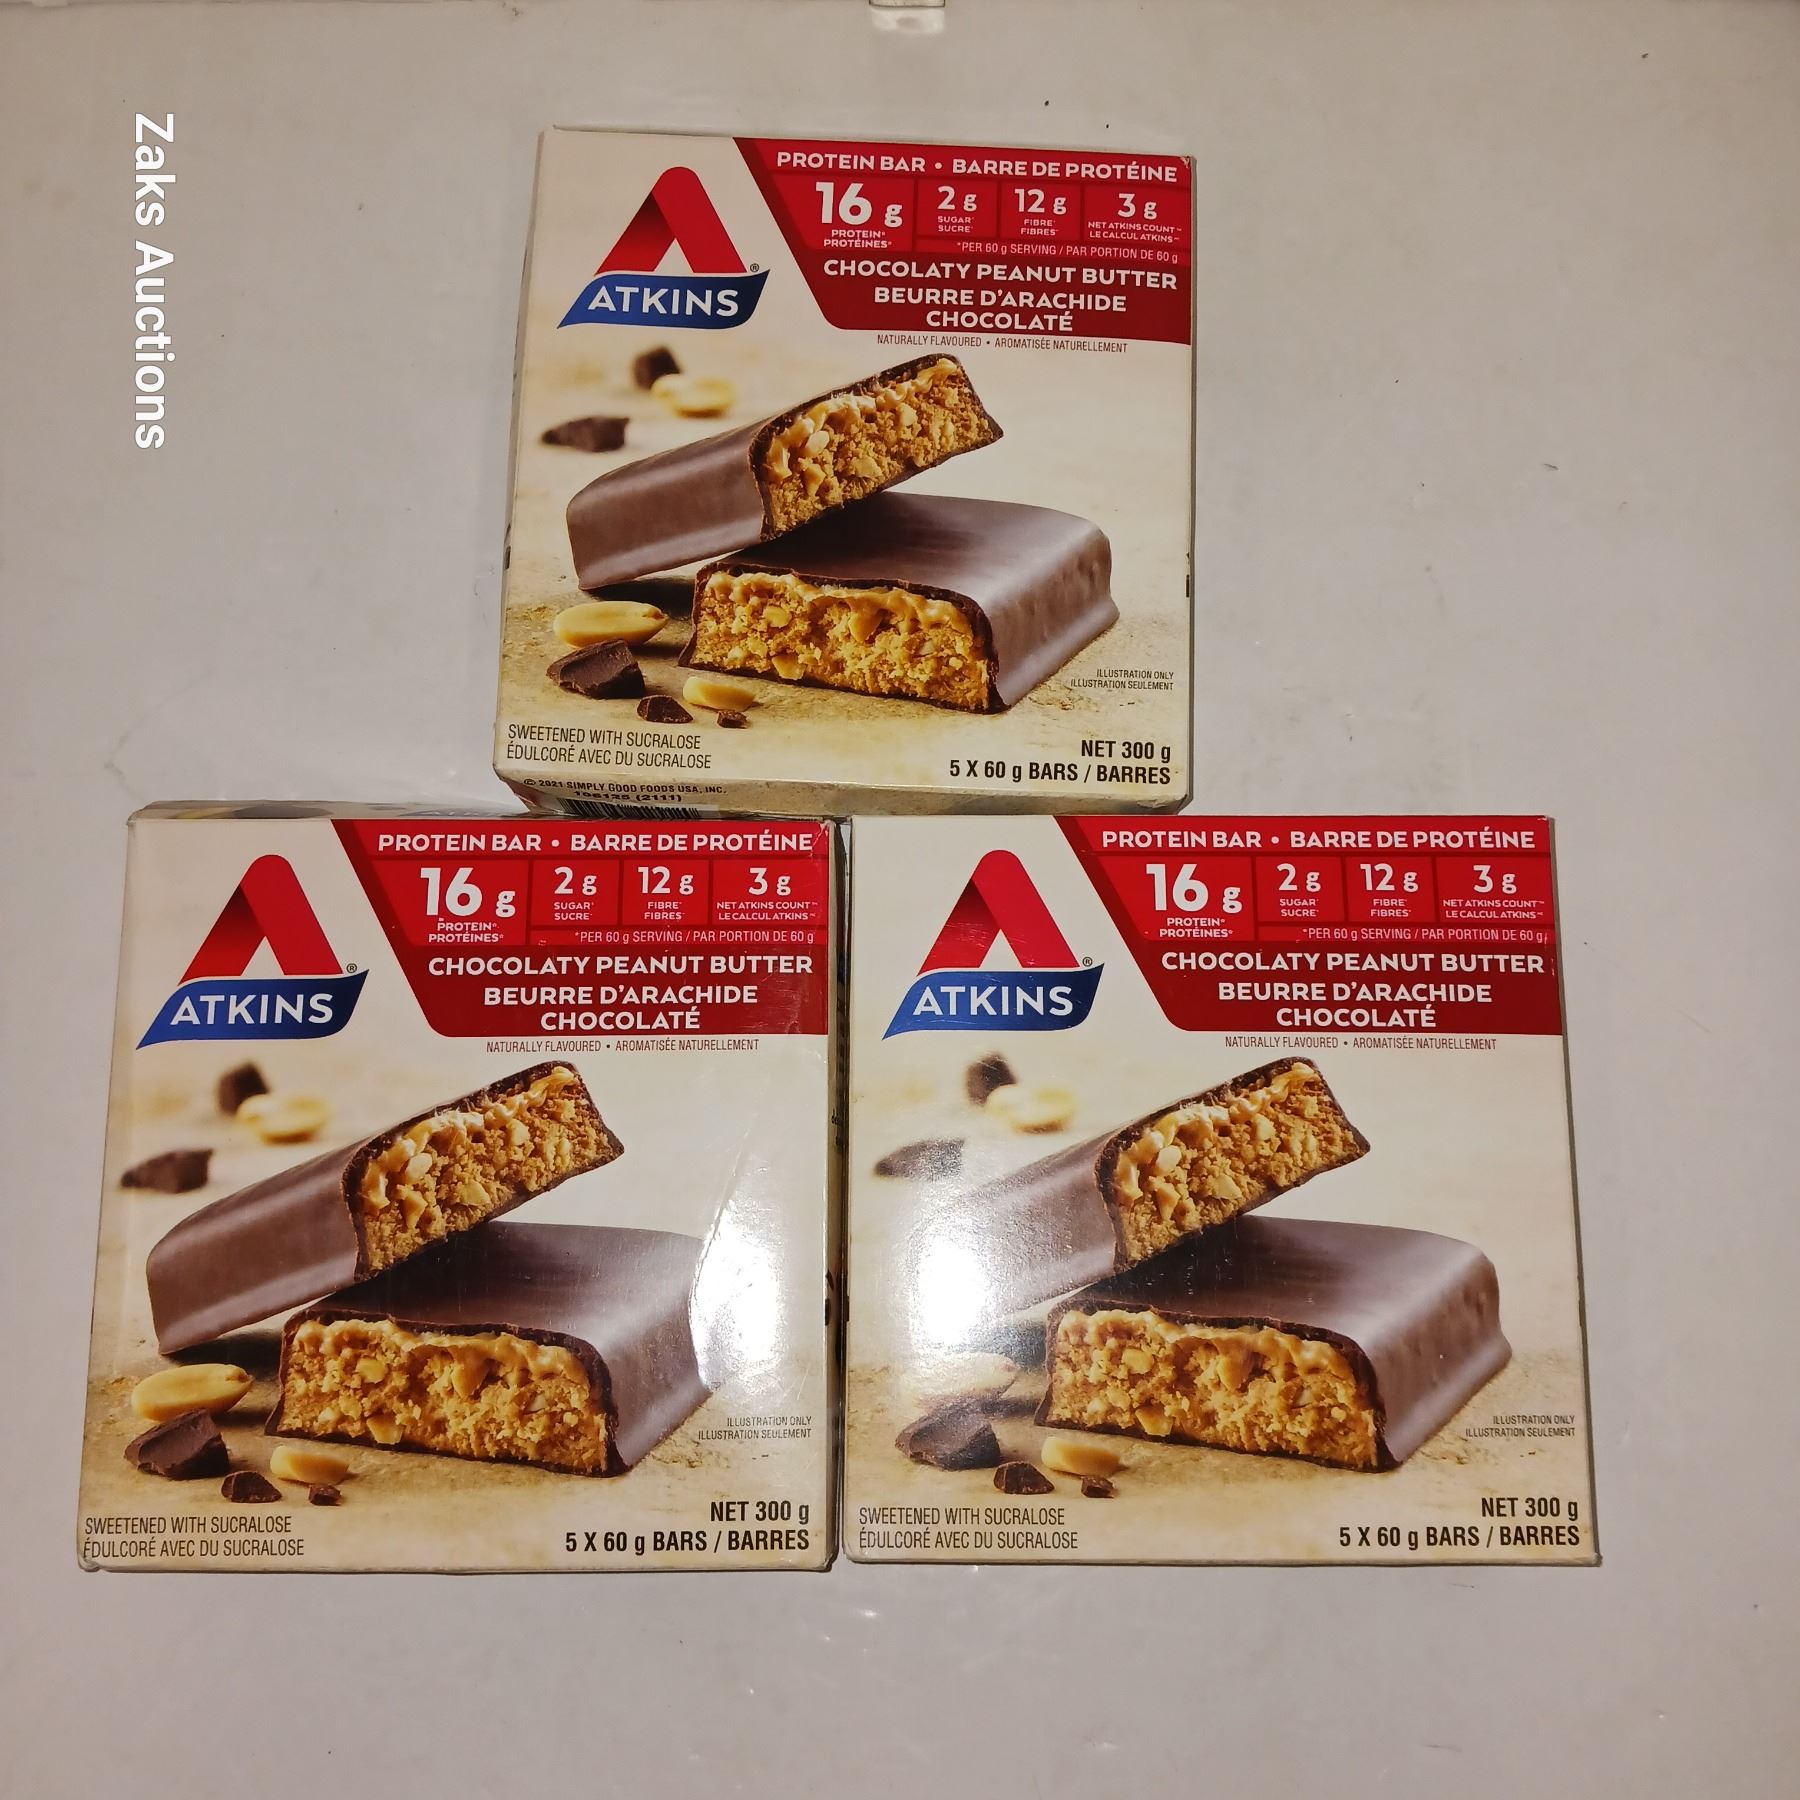 Zaks Auctions
PROTEIN BAR • BARRE DE PROTÉINE
16 g
PROTEIN*
PROTÉINES*
2 g
SUGAR*
SUCRE*
12 g
FIBRE*
FIBRES*
3 g
NET ATKINS COUNT™
LE CALCUL ATKINS™
*PER 60 g SERVING / PAR PORTION DE 60 g
ATKINS®
CHOCOLATY PEANUT BUTTER
BEURRE D'ARACHIDE
CHOCOLATÉ
NATURALLY FLAVOURED • AROMATISÉE NATURELLEMENT
ILLUSTRATION ONLY
ILLUSTRATION SEULEMENT
SWEETENED WITH SUCRALOSE
ÉDULCORÉ AVEC DU SUCRALOSE
NET 300 g
5 X 60 g BARS / BARRES
© 2021 SIMPLY GOOD FOODS USA, INC.
106125 (2111)
PROTEIN BAR • BARRE DE PROTÉINE
16 g
PROTEIN*
PROTÉINES*
2 g
SUGAR*
SUCRE*
12 g
FIBRE*
FIBRES*
3 g
NET ATKINS COUNT™
LE CALCUL ATKINS™
*PER 60 g SERVING / PAR PORTION DE 60 g
ATKINS®
CHOCOLATY PEANUT BUTTER
BEURRE D'ARACHIDE
CHOCOLATÉ
NATURALLY FLAVOURED • AROMATISÉE NATURELLEMENT
ILLUSTRATION ONLY
ILLUSTRATION SEULEMENT
SWEETENED WITH SUCRALOSE
ÉDULCORÉ AVEC DU SUCRALOSE
NET 300 g
5 X 60 g BARS / BARRES
PROTEIN BAR • BARRE DE PROTÉINE
16 g
PROTEIN*
PROTÉINES*
2 g
SUGAR*
SUCRE*
12 g
FIBRE*
FIBRES*
3 g
NET ATKINS COUNT™
LE CALCUL ATKINS™
*PER 60 g SERVING / PAR PORTION DE 60 g
ATKINS®
CHOCOLATY PEANUT BUTTER
BEURRE D'ARACHIDE
CHOCOLATÉ
NATURALLY FLAVOURED • AROMATISÉE NATURELLEMENT
ILLUSTRATION ONLY
ILLUSTRATION SEULEMENT
SWEETENED WITH SUCRALOSE
ÉDULCORÉ AVEC DU SUCRALOSE
NET 300 g
5 X 60 g BARS / BARRES